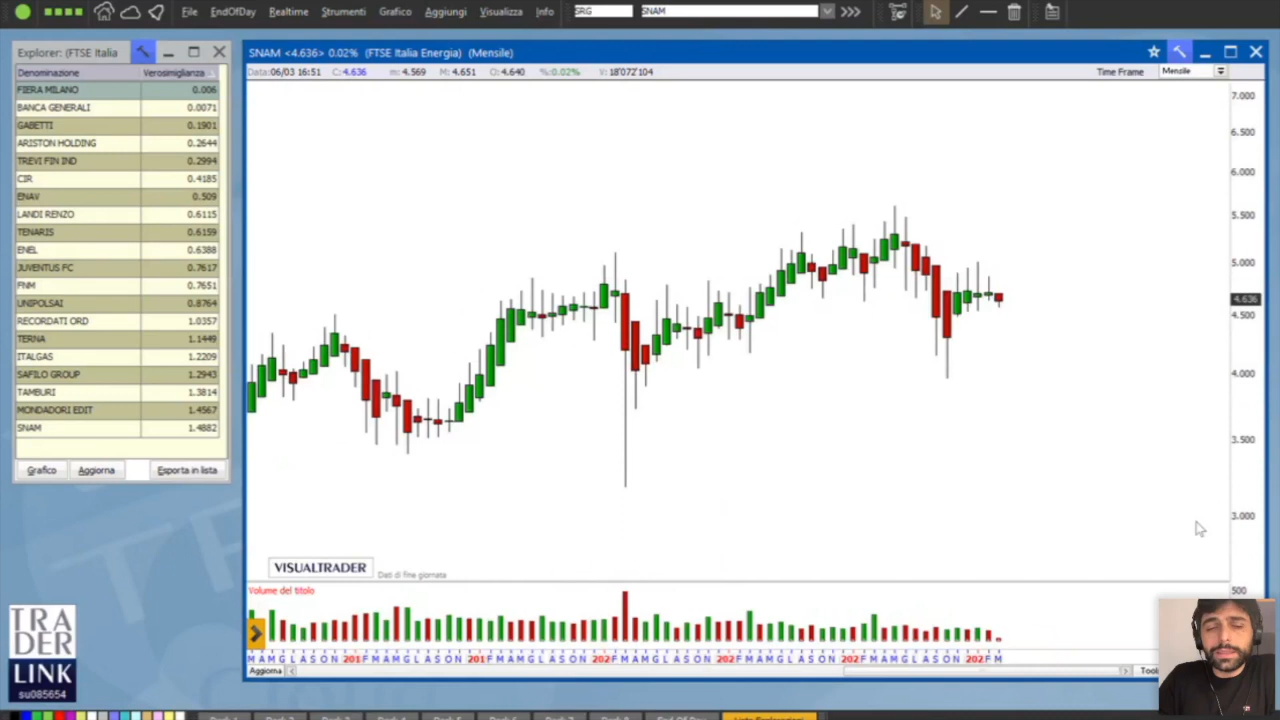 File EndOfDay Realtime Strumenti Grafico Aggiungi Visualizza Info SRG SNAM
Explorer: (FTSE Italia
Denominazione Verosimiglianza
FIERA MILANO 0.006
BANCA GENERALI 0.0071
GABETTI 0.1901
ARISTON HOLDING 0.2644
TREVI FIN IND 0.2994
CIR 0.4185
ENAV 0.509
LANDI RENZO 0.6115
TENARIS 0.6159
ENEL 0.6388
JUVENTUS FC 0.7617
FNM 0.7651
UNIPOLSAI 0.8764
RECORDATI ORD 1.0357
TERNA 1.1449
ITALGAS 1.2209
SAFILO GROUP 1.2943
TAMBURI 1.3814
MONDADORI EDIT 1.4567
SNAM 1.4882
Grafico Aggiorna Esporta in lista
SNAM <4.636> 0.02% (FTSE Italia Energia) (Mensile)
Data:06/03 16:51 C:4.636 m:4.569 M:4.651 O:4.640 %:0.02% V:18'072'104 Time Frame Mensile
7.000
6.500
6.000
5.500
5.000
4.636
4.500
4.000
3.500
3.000
VISUALTRADER Dati di fine giornata
Volume del titolo 500
M A M G L A S O N D 201 F M A M G L A S O N D 201 F M A M G L A S O N D 202 F M A M G L A S O N D 202 F M A M G L A S O N D 202 F M A M G L A S O N D 202 F M
Aggiorna
TRA
DER
LINK
su085654